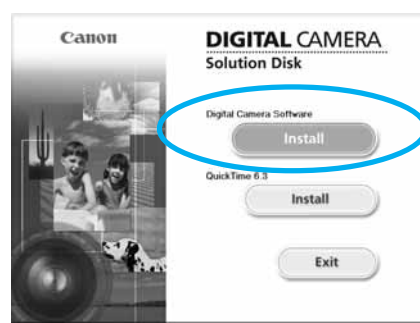 Canon
DIGITAL CAMERA
Solution Disk
Digital Camera Software
Install
QuickTime 6.3
Install
Exit